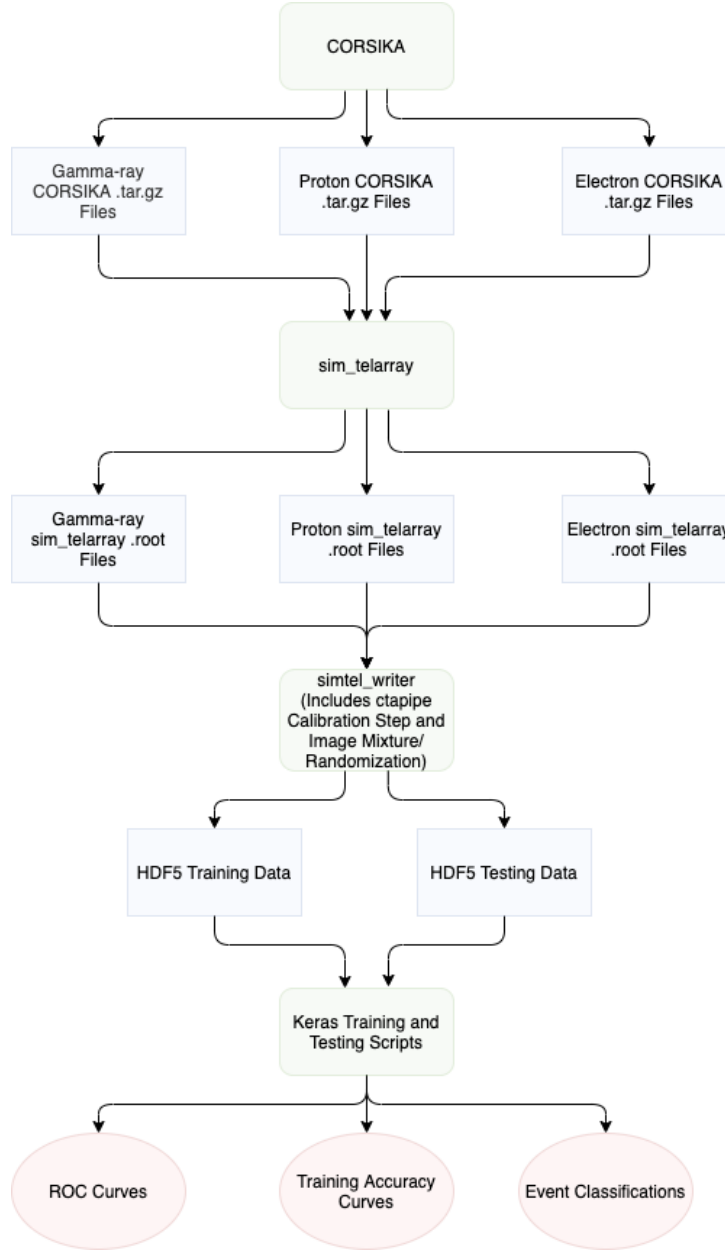 CORSIKA
Gamma-ray
CORSIKA .tar.gz
Files
Proton CORSIKA
.tar.gz Files
Electron CORSIKA
.tar.gz Files
sim_telarray
Gamma-ray
sim_telarray .root
Files
Proton sim_telarray
.root Files
Electron sim_telarray
.root Files
simtel_writer
(Includes ctapipe
Calibration Step and
Image Mixture/
Randomization)
HDF5 Training Data
HDF5 Testing Data
Keras Training and
Testing Scripts
ROC Curves
Training Accuracy
Curves
Event Classifications